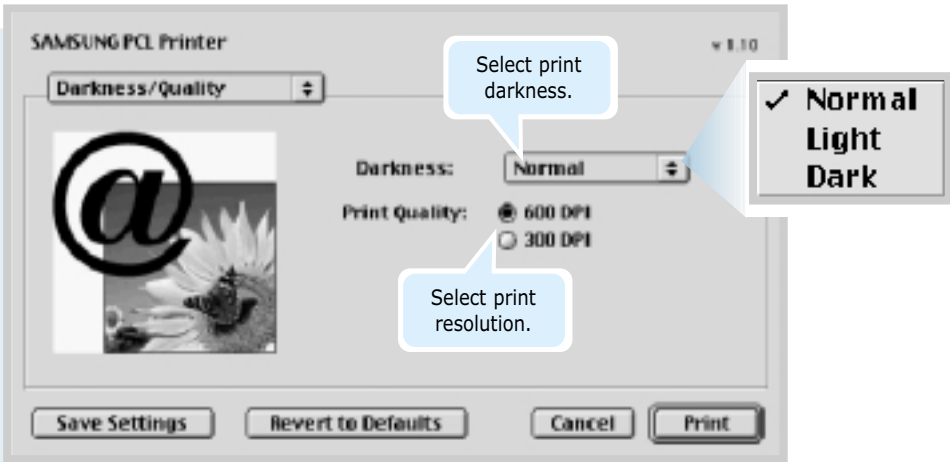 SAMSUNG PCL Printer
v 1.10
Darkness/Quality
Select print
darkness.
Darkness:
Normal
Normal
Light
Dark
Print Quality:
600 DPI
300 DPI
Select print
resolution.
@
Save Settings
Revert to Defaults
Cancel
Print